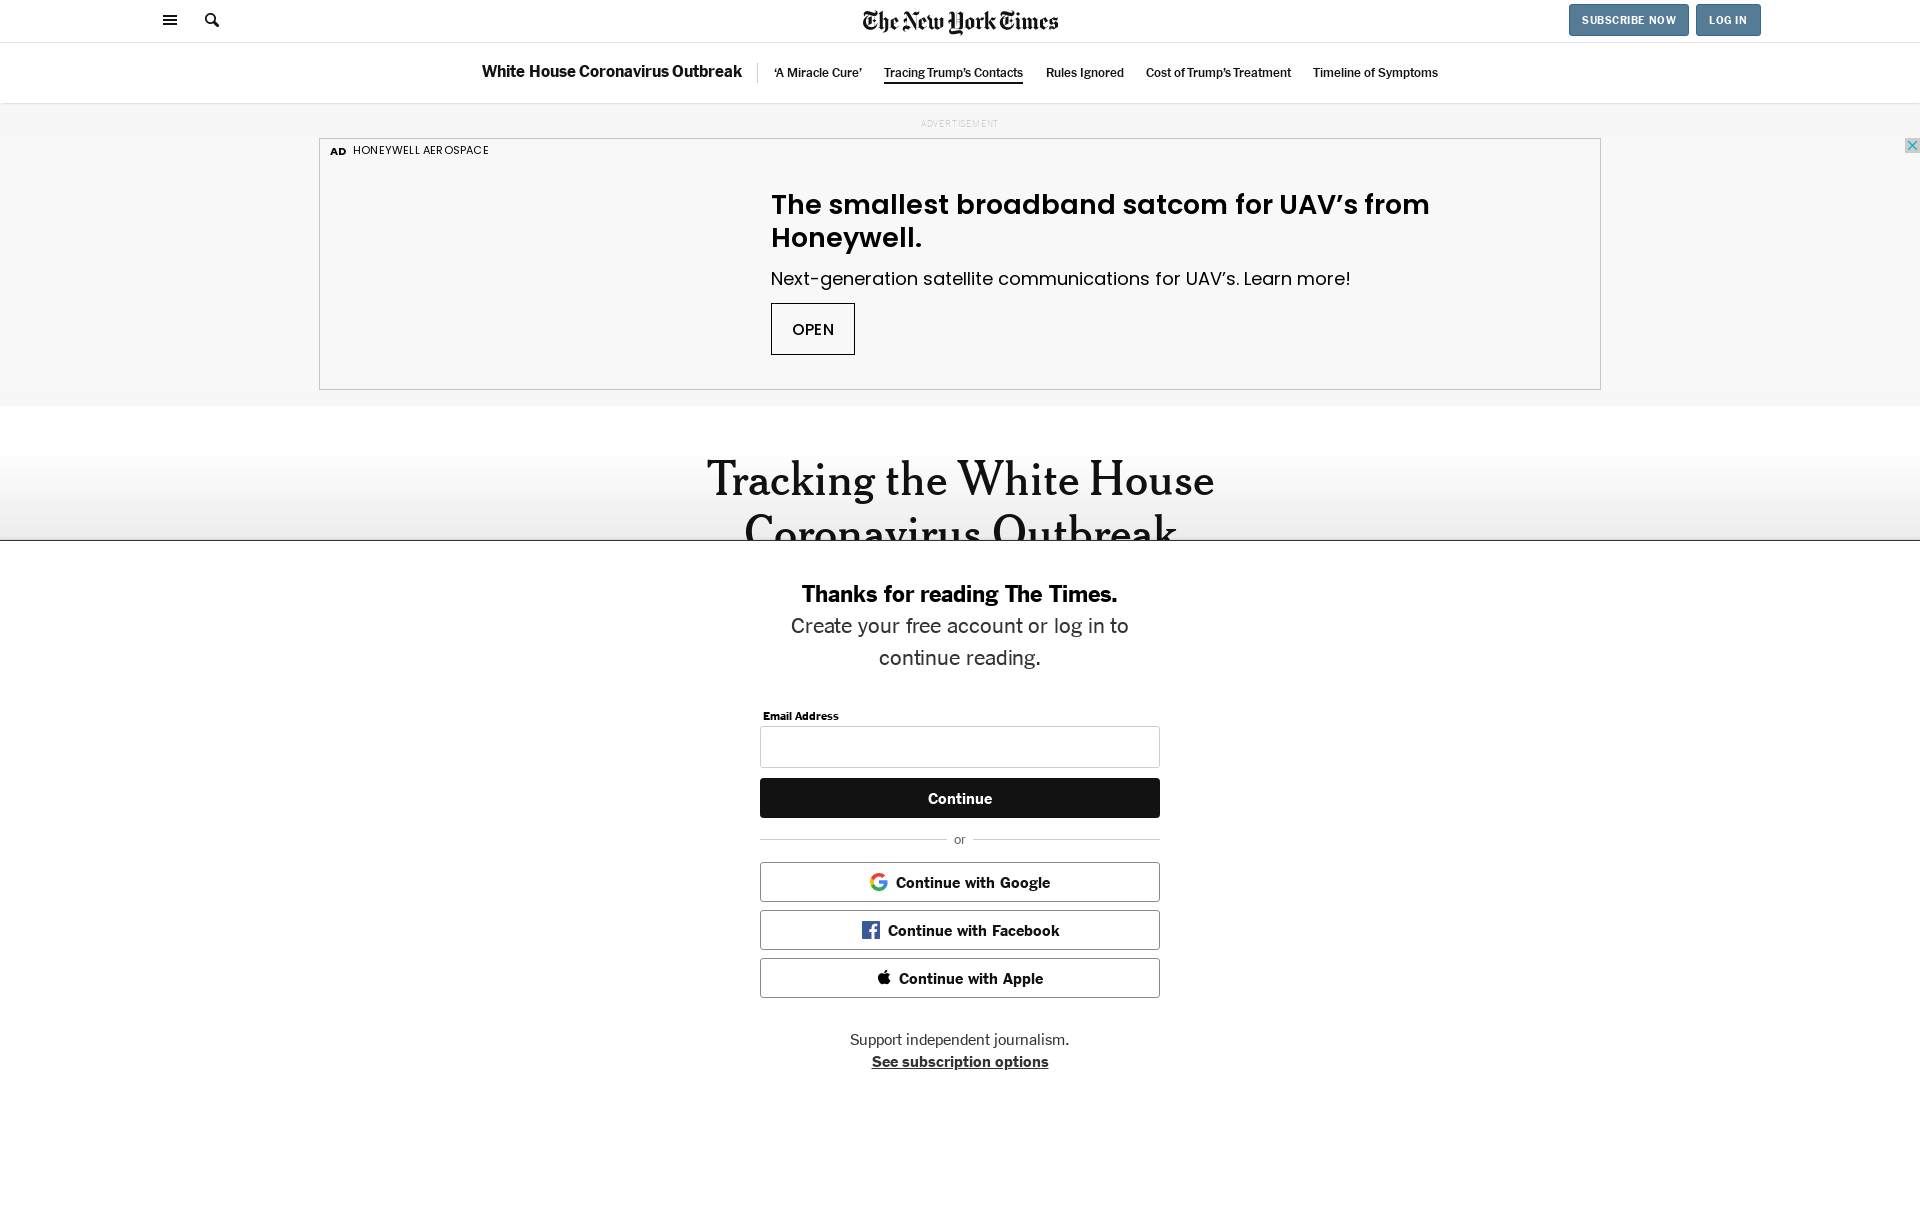 The New York Times
SUBSCRIBE NOW
LOG IN
White House Coronavirus Outbreak
‘A Miracle Cure’
Tracing Trump’s Contacts
Rules Ignored
Cost of Trump’s Treatment
Timeline of Symptoms
ADVERTISEMENT
AD HONEYWELL AEROSPACE
The smallest broadband satcom for UAV’s from
Honeywell.
Next-generation satellite communications for UAV’s. Learn more!
OPEN
Tracking the White House
Coronavirus Outbreak
Thanks for reading The Times.
Create your free account or log in to
continue reading.
Email Address
Continue
or
Continue with Google
Continue with Facebook
Continue with Apple
Support independent journalism.
See subscription options